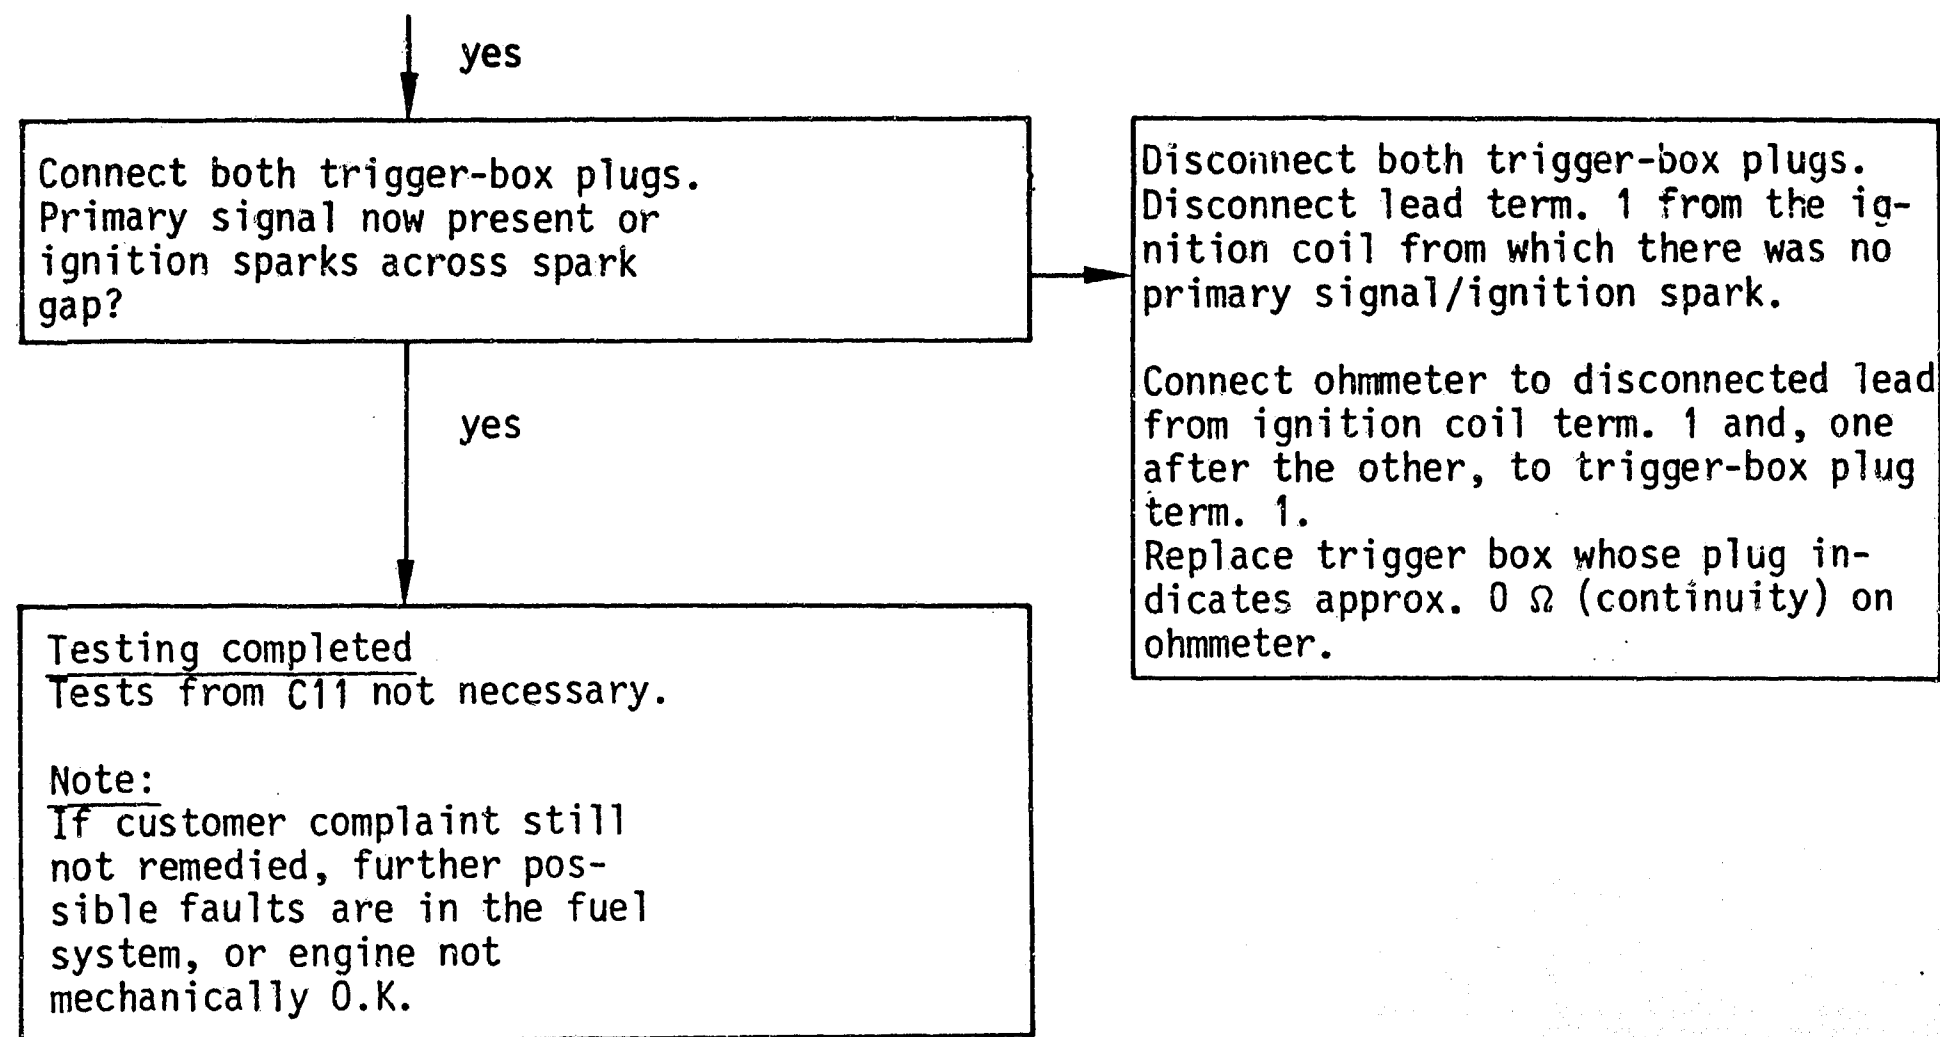 yes
Connect both trigger-box plugs.
Primary signal now present or
ignition sparks across spark
gap?
Disconnect both trigger-box plugs.
Disconnect lead term. 1 from the ig-
nition coil from which there was no
primary signal/ignition spark.
Connect ohmmeter to disconnected lead
from ignition coil term. 1 and, one
after the other, to trigger-box plug
term. 1.
Replace trigger box whose plug in-
dicates approx. 0 Ω (continuity) on
ohmmeter.
yes
Testing completed
Tests from C11 not necessary.
Note:
If customer complaint still
not remedied, further pos-
sible faults are in the fuel
system, or engine not
mechanically O.K.